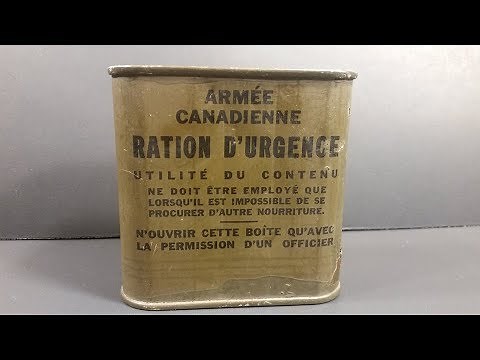 ARMÉE
CANADIENNE
RATION D'URGENCE
UTILITÉ DU CONTENU
NE DOIT ÊTRE EMPLOYÉ QUE
LORSQU'IL EST IMPOSSIBLE DE SE
PROCURER D'AUTRE NOURRITURE.
N'OUVRIR CETTE BOÎTE QU'AVEC
LA PERMISSION D'UN OFFICIER